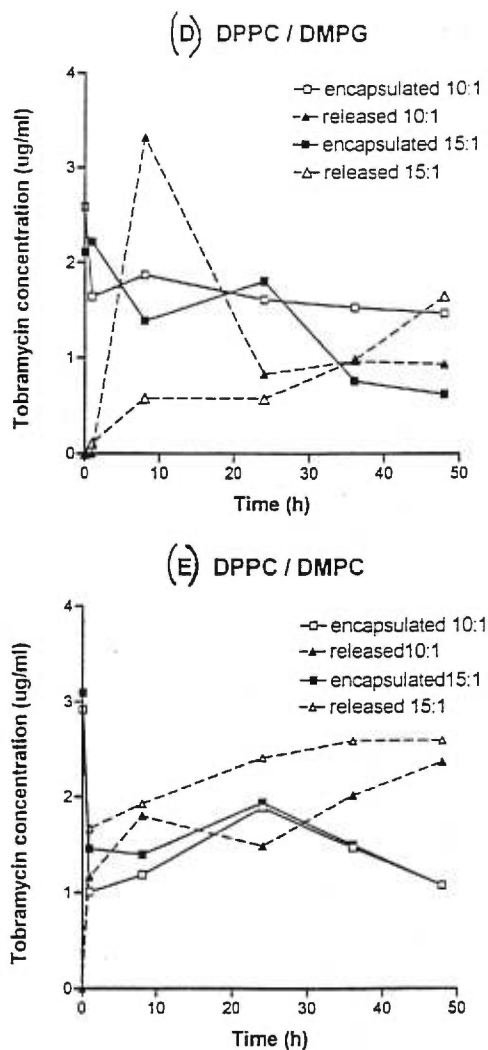 (D) DPPC / DMPG
4
3
2
1
0
0 10 20 30 40 50
Tobramycin concentration (ug/ml)
Time (h)
encapsulated 10:1
released 10:1
encapsulated 15:1
released 15:1
(E) DPPC / DMPC
4
3
2
1
0
0 10 20 30 40 50
Tobramycin concentration (ug/ml)
Time (h)
encapsulated 10:1
released10:1
encapsulated15:1
released 15:1